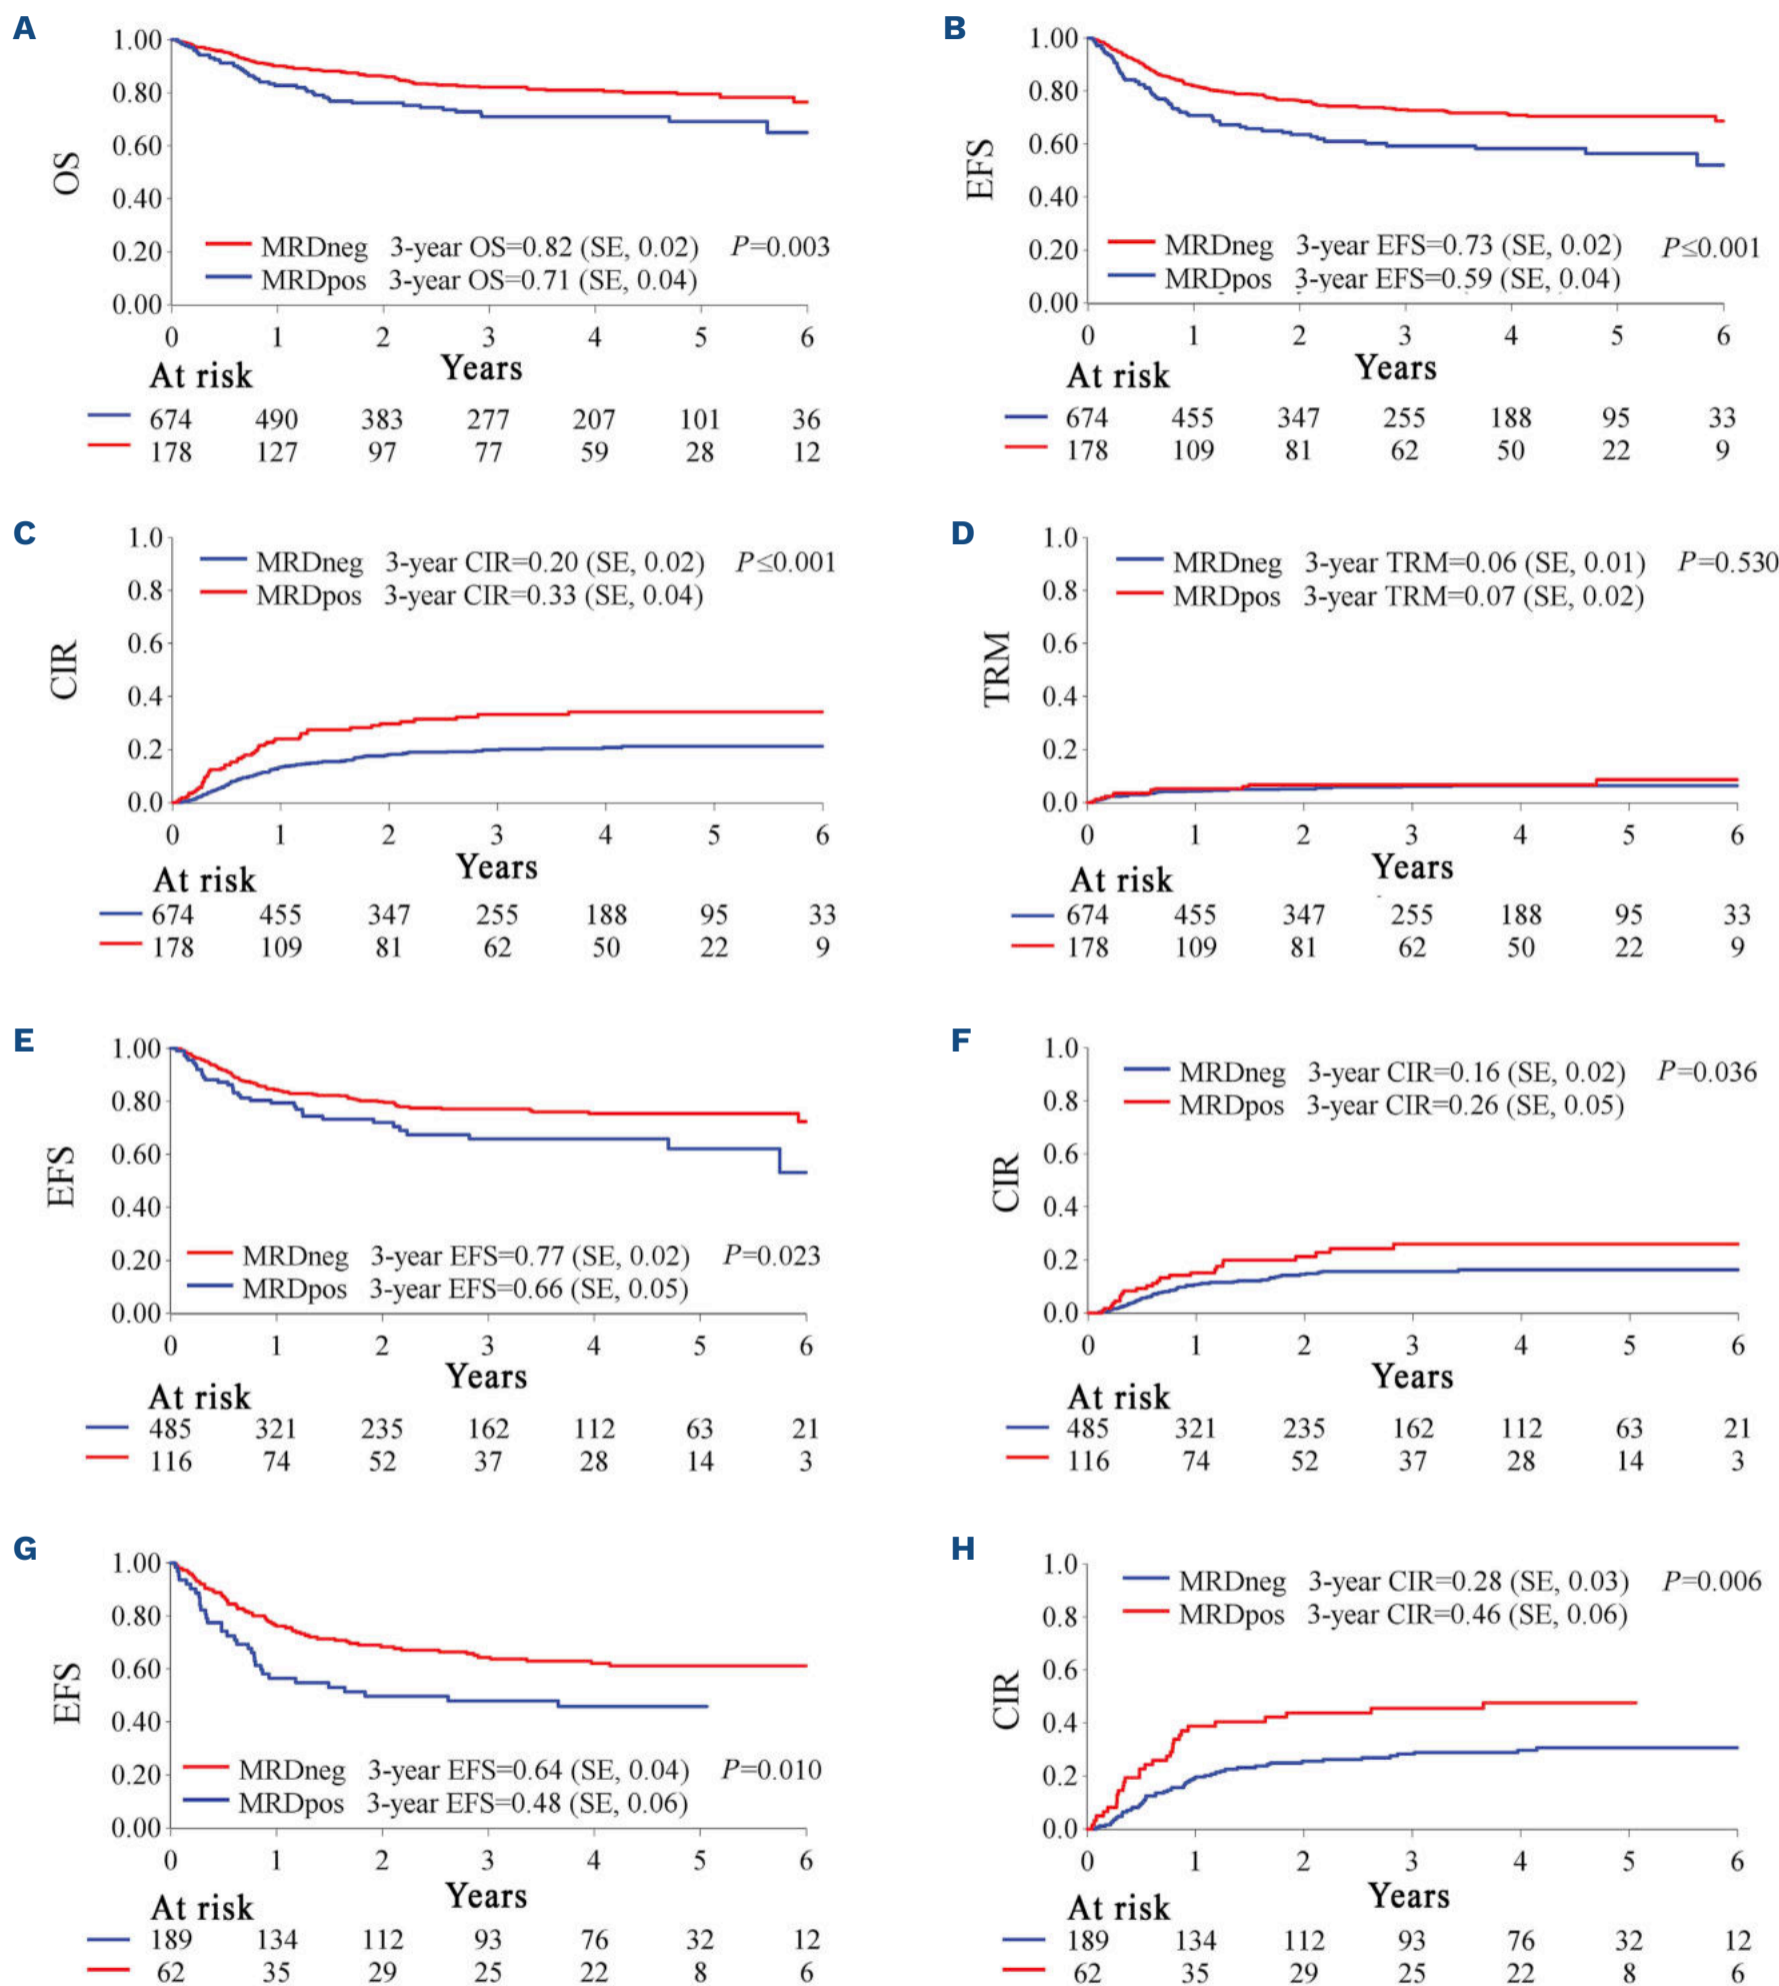 A
1.00
0.80
0.60
0.40
0.20
0.00
OS
MRDneg 3-year OS=0.82 (SE, 0.02) P=0.003
MRDpos 3-year OS=0.71 (SE, 0.04)
0 1 2 3 4 5 6
Years
At risk
674 490 383 277 207 101 36
178 127 97 77 59 28 12
B
1.00
0.80
0.60
0.40
0.20
0.00
EFS
MRDneg 3-year EFS=0.73 (SE, 0.02) P≤0.001
MRDpos 3-year EFS=0.59 (SE, 0.04)
0 1 2 3 4 5 6
Years
At risk
674 455 347 255 188 95 33
178 109 81 62 50 22 9
C
1.0
0.8
0.6
0.4
0.2
0.0
CIR
MRDneg 3-year CIR=0.20 (SE, 0.02) P≤0.001
MRDpos 3-year CIR=0.33 (SE, 0.04)
0 1 2 3 4 5 6
Years
At risk
674 455 347 255 188 95 33
178 109 81 62 50 22 9
D
1.0
0.8
0.6
0.4
0.2
0.0
TRM
MRDneg 3-year TRM=0.06 (SE, 0.01) P=0.530
MRDpos 3-year TRM=0.07 (SE, 0.02)
0 1 2 3 4 5 6
Years
At risk
674 455 347 255 188 95 33
178 109 81 62 50 22 9
E
1.00
0.80
0.60
0.40
0.20
0.00
EFS
MRDneg 3-year EFS=0.77 (SE, 0.02) P=0.023
MRDpos 3-year EFS=0.66 (SE, 0.05)
0 1 2 3 4 5 6
Years
At risk
485 321 235 162 112 63 21
116 74 52 37 28 14 3
F
1.0
0.8
0.6
0.4
0.2
0.0
CIR
MRDneg 3-year CIR=0.16 (SE, 0.02) P=0.036
MRDpos 3-year CIR=0.26 (SE, 0.05)
0 1 2 3 4 5 6
Years
At risk
485 321 235 162 112 63 21
116 74 52 37 28 14 3
G
1.00
0.80
0.60
0.40
0.20
0.00
EFS
MRDneg 3-year EFS=0.64 (SE, 0.04) P=0.010
MRDpos 3-year EFS=0.48 (SE, 0.06)
0 1 2 3 4 5 6
Years
At risk
189 134 112 93 76 32 12
62 35 29 25 22 8 6
H
1.0
0.8
0.6
0.4
0.2
0.0
CIR
MRDneg 3-year CIR=0.28 (SE, 0.03) P=0.006
MRDpos 3-year CIR=0.46 (SE, 0.06)
0 1 2 3 4 5 6
Years
At risk
189 134 112 93 76 32 12
62 35 29 25 22 8 6